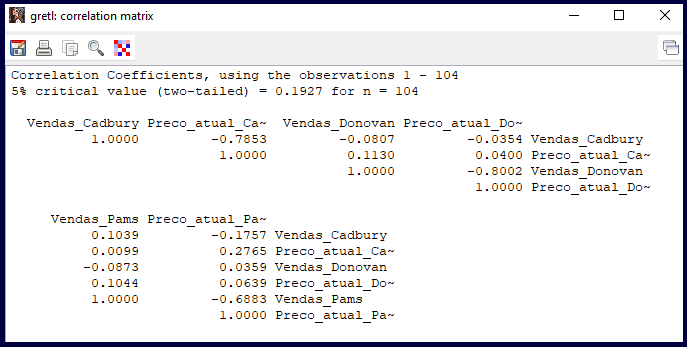 gretl: correlation matrix
Correlation Coefficients, using the observations 1 - 104
5% critical value (two-tailed) = 0.1927 for n = 104
Vendas_Cadbury Preco_atual_Ca~ Vendas_Donovan Preco_atual_Do~
1.0000 -0.7853 -0.0807 -0.0354 Vendas_Cadbury
1.0000 0.1130 0.0400 Preco_atual_Ca~
1.0000 -0.8002 Vendas_Donovan
1.0000 Preco_atual_Do~
Vendas_Pams Preco_atual_Pa~
0.1039 -0.1757 Vendas_Cadbury
0.0099 0.2765 Preco_atual_Ca~
-0.0873 0.0359 Vendas_Donovan
0.1044 0.0639 Preco_atual_Do~
1.0000 -0.6883 Vendas_Pams
1.0000 Preco_atual_Pa~